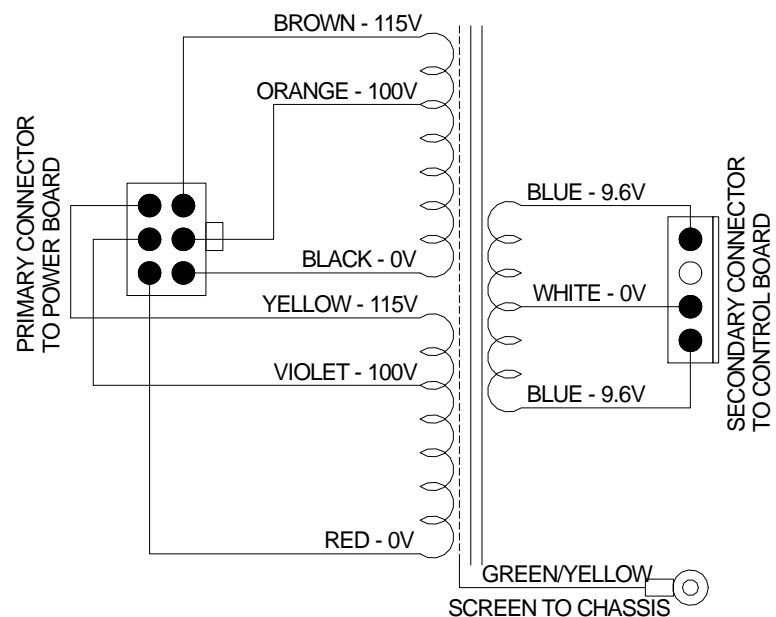 BROWN - 115V
ORANGE - 100V
PRIMARY CONNECTOR
TO POWER BOARD
BLACK - 0V
YELLOW - 115V
VIOLET - 100V
RED - 0V
BLUE - 9.6V
WHITE - 0V
BLUE - 9.6V
SECONDARY CONNECTOR
TO CONTROL BOARD
GREEN/YELLOW
SCREEN TO CHASSIS